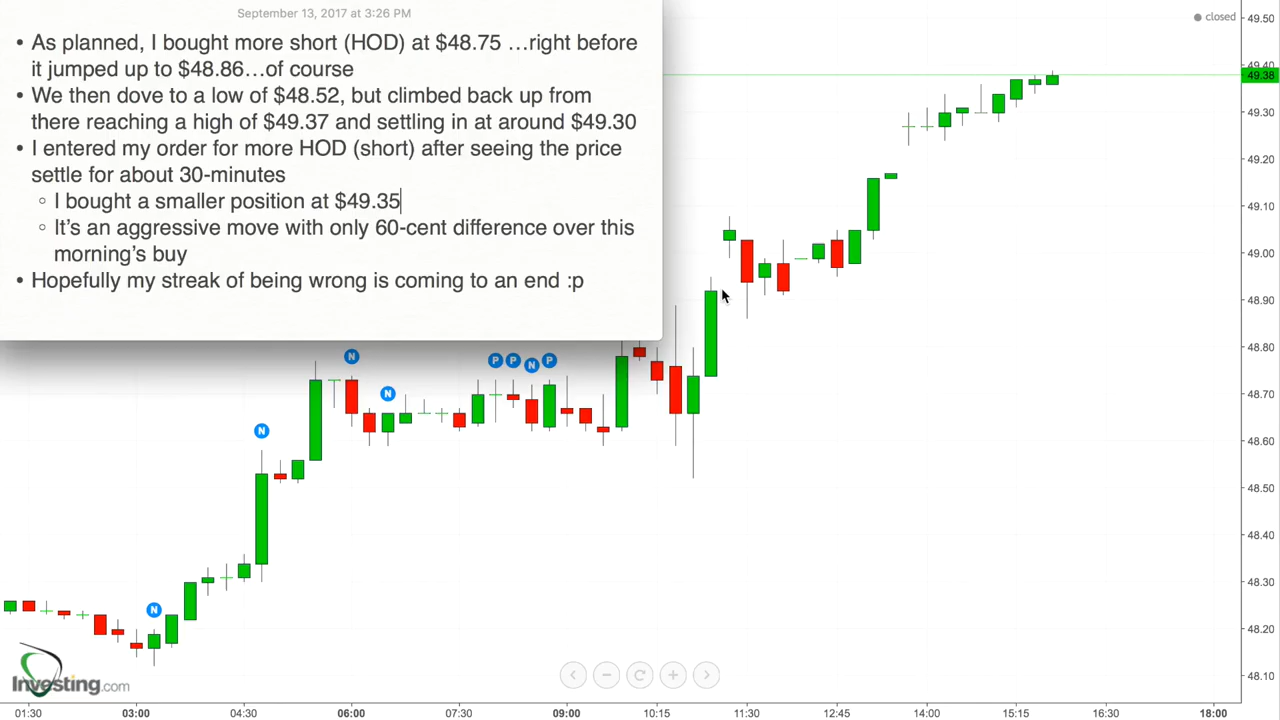 September 13, 2017 at 3:26 PM
• As planned, I bought more short (HOD) at $48.75 …right before
it jumped up to $48.86…of course
• We then dove to a low of $48.52, but climbed back up from
there reaching a high of $49.37 and settling in at around $49.30
• I entered my order for more HOD (short) after seeing the price
settle for about 30-minutes
◦ I bought a smaller position at $49.35
◦ It’s an aggressive move with only 60-cent difference over this
morning’s buy
• Hopefully my streak of being wrong is coming to an end :p
closed
49.50
49.40
49.38
49.30
49.20
49.10
49.00
48.90
48.80
48.70
48.60
48.50
48.40
48.30
48.20
48.10
N
N
P P N P
N
N
Investing.com
01:30 03:00 04:30 06:00 07:30 09:00 10:15 11:30 12:45 14:00 15:15 16:30 18:00